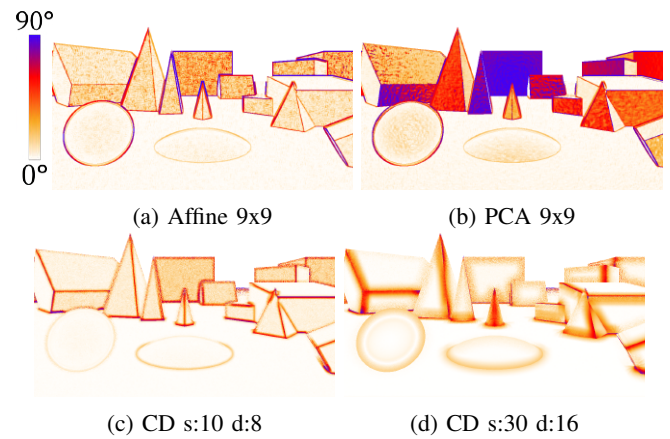 90°
0°
(a) Affine 9x9
(b) PCA 9x9
(c) CD s:10 d:8
(d) CD s:30 d:16